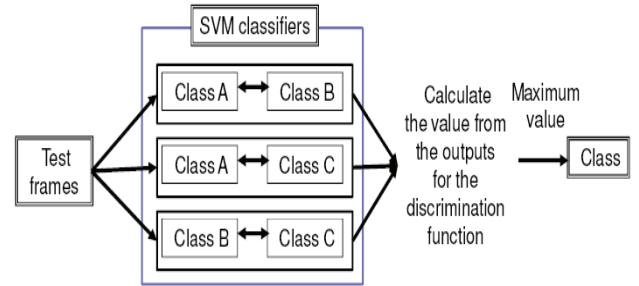 SVM classifiers
Test
frames
Class A
Class B
Class A
Class C
Class B
Class C
Calculate
the value from
the outputs
for the
discrimination
function
Maximum
value
Class